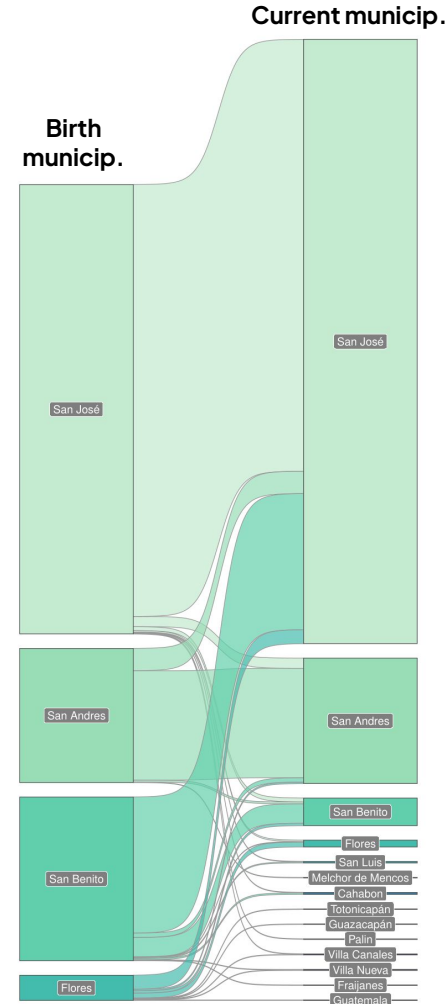 Current municip.
Birth
municip.
San José
San José
San Andres
San Andres
San Benito
San Benito
Flores
San Luis
Melchor de Mencos
Cahabon
Totonicapán
Guazacapán
Palin
Villa Canales
Villa Nueva
Fraijanes
Flores
Guatemala